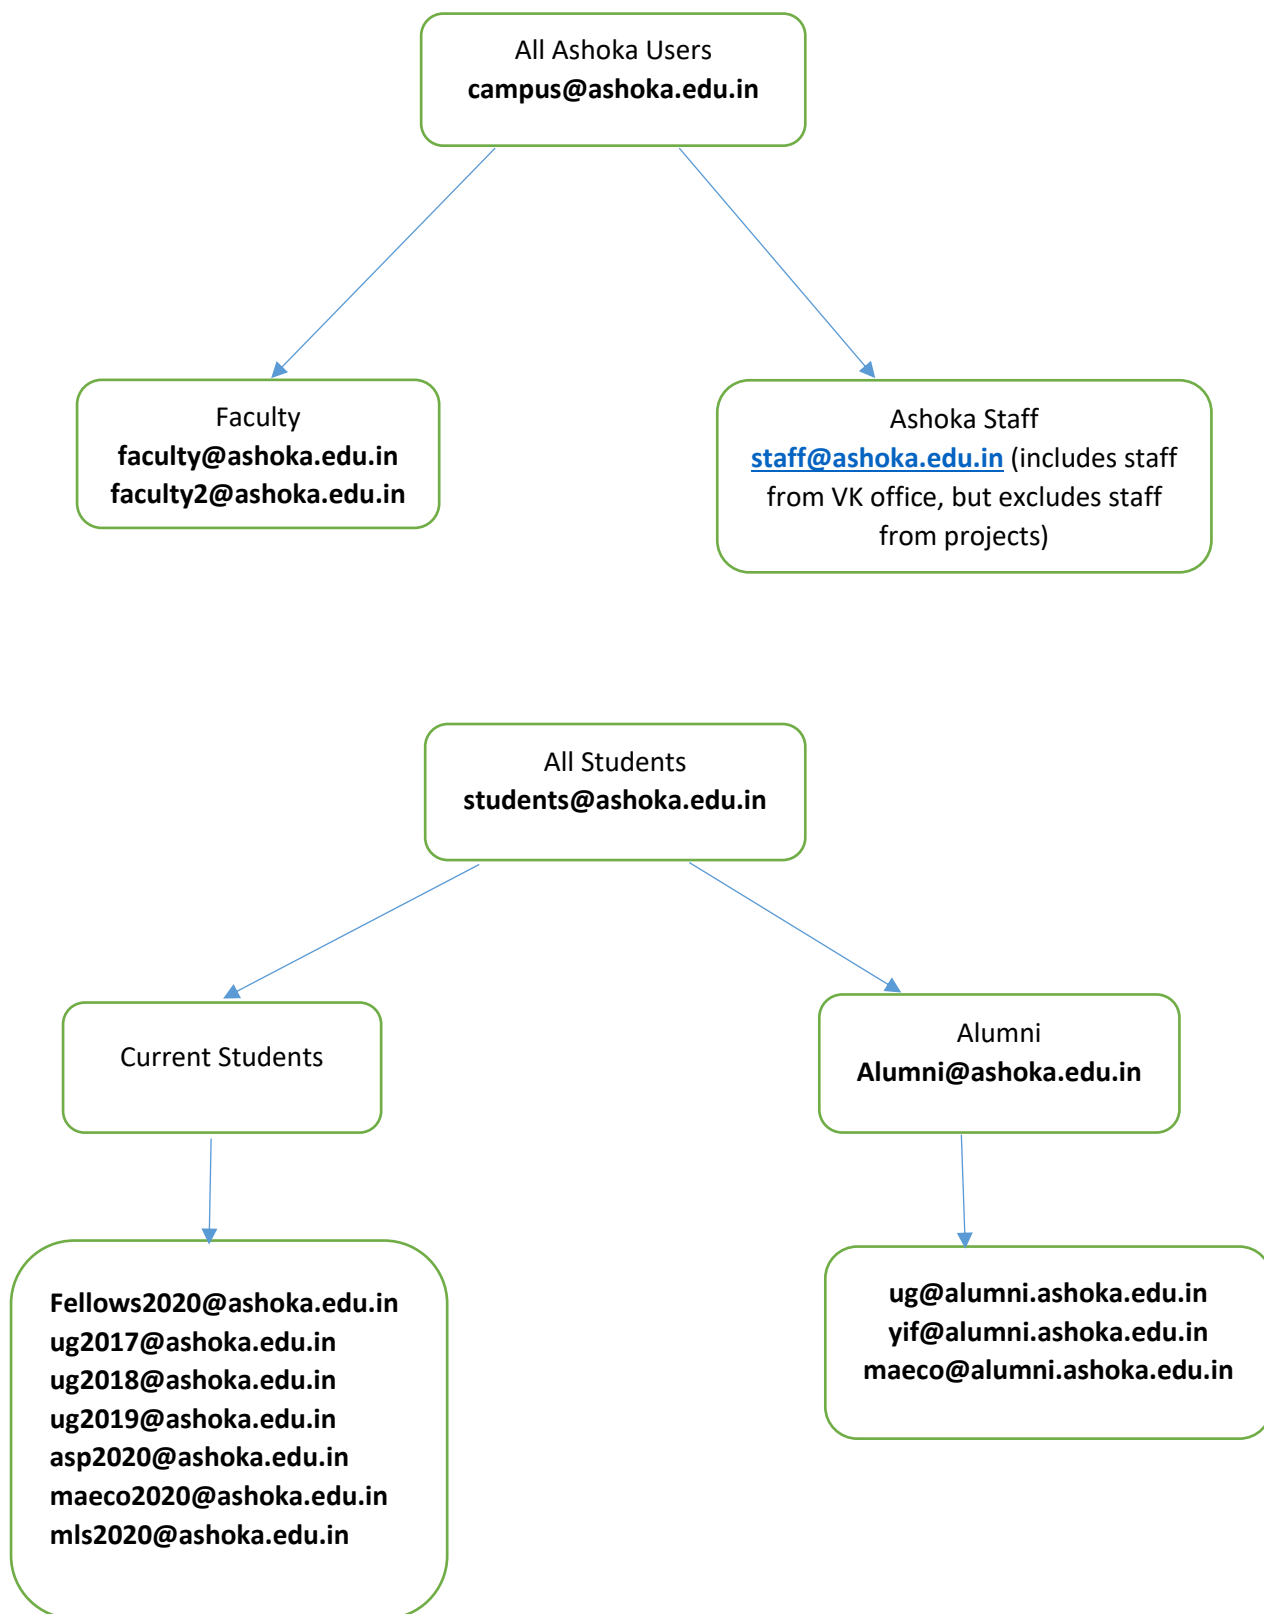 All Ashoka Users
campus@ashoka.edu.in
Faculty
faculty@ashoka.edu.in
faculty2@ashoka.edu.in
Ashoka Staff
staff@ashoka.edu.in (includes staff
from VK office, but excludes staff
from projects)
All Students
students@ashoka.edu.in
Current Students
Alumni
Alumni@ashoka.edu.in
Fellows2020@ashoka.edu.in
ug2017@ashoka.edu.in
ug2018@ashoka.edu.in
ug2019@ashoka.edu.in
asp2020@ashoka.edu.in
maeco2020@ashoka.edu.in
mls2020@ashoka.edu.in
ug@alumni.ashoka.edu.in
yif@alumni.ashoka.edu.in
maeco@alumni.ashoka.edu.in